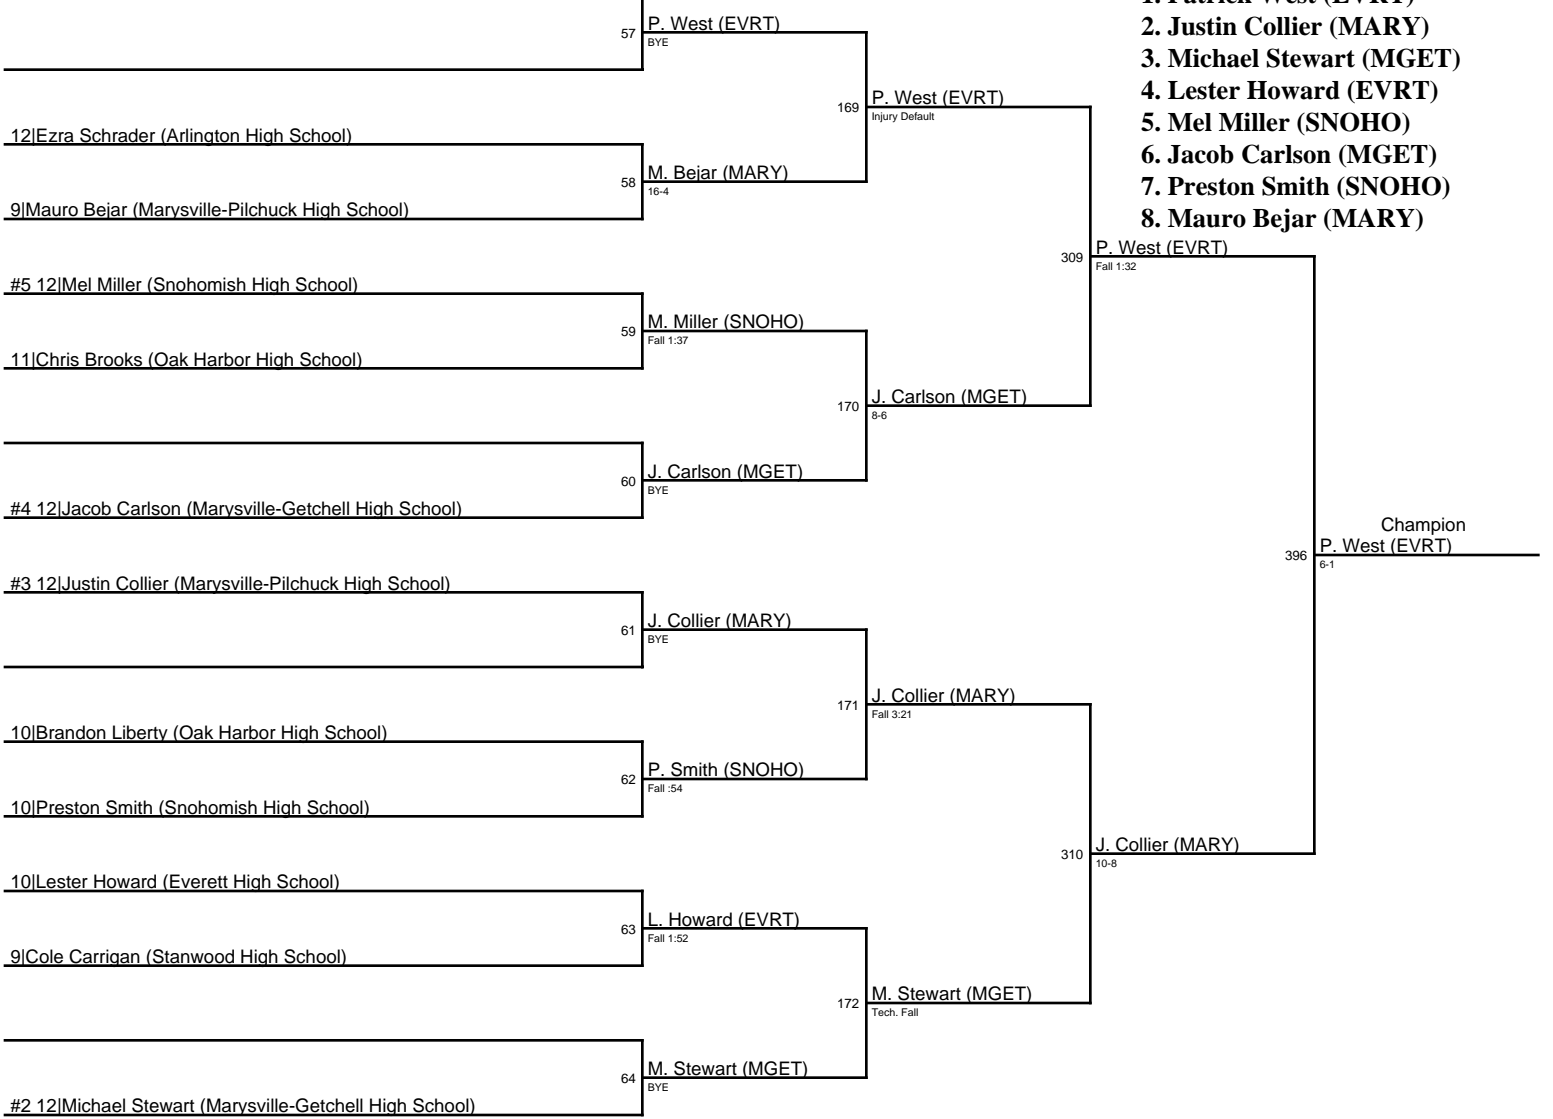 1. Patrick West (EVRT)
2. Justin Collier (MARY)
3. Michael Stewart (MGET)
4. Lester Howard (EVRT)
5. Mel Miller (SNOHO)
6. Jacob Carlson (MGET)
7. Preston Smith (SNOHO)
8. Mauro Bejar (MARY)
12|Ezra Schrader (Arlington High School)
9|Mauro Bejar (Marysville-Pilchuck High School)
#5 12|Mel Miller (Snohomish High School)
11|Chris Brooks (Oak Harbor High School)
#4 12|Jacob Carlson (Marysville-Getchell High School)
#3 12|Justin Collier (Marysville-Pilchuck High School)
10|Brandon Liberty (Oak Harbor High School)
10|Preston Smith (Snohomish High School)
10|Lester Howard (Everett High School)
9|Cole Carrigan (Stanwood High School)
#2 12|Michael Stewart (Marysville-Getchell High School)
57 P. West (EVRT)
BYE
58 M. Bejar (MARY)
16-4
59 M. Miller (SNOHO)
Fall 1:37
60 J. Carlson (MGET)
BYE
61 J. Collier (MARY)
BYE
62 P. Smith (SNOHO)
Fall :54
63 L. Howard (EVRT)
Fall 1:52
64 M. Stewart (MGET)
BYE
169 P. West (EVRT)
Injury Default
170 J. Carlson (MGET)
8-6
171 J. Collier (MARY)
Fall 3:21
172 M. Stewart (MGET)
Tech. Fall
309 P. West (EVRT)
Fall 1:32
310 J. Collier (MARY)
10-8
Champion
396 P. West (EVRT)
6-1